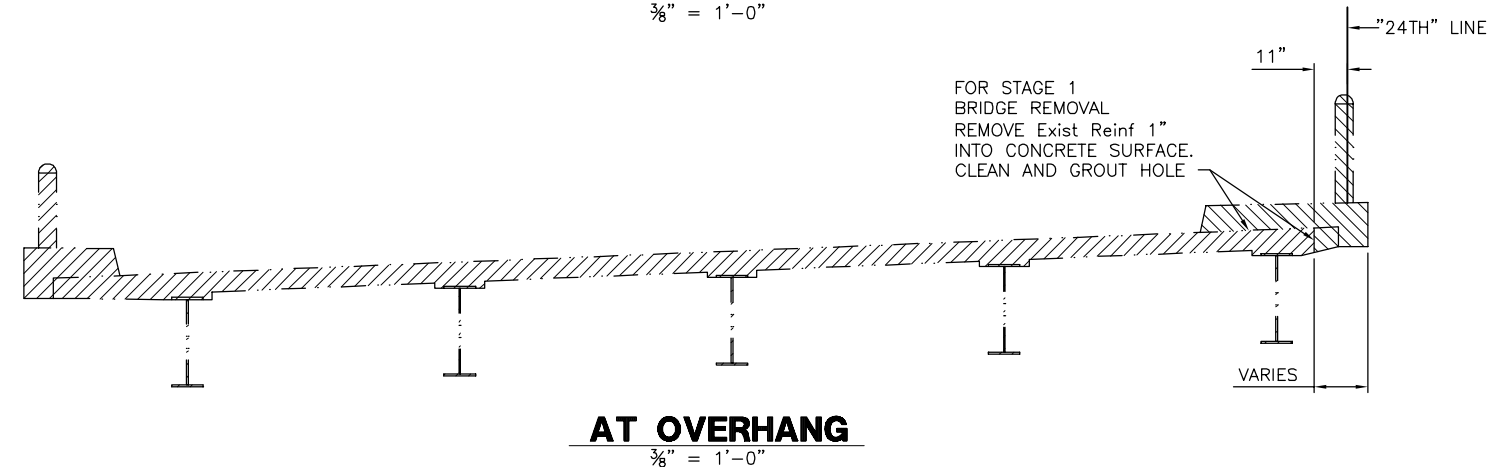 ⅜" = 1'-0"
"24TH" LINE
11"
FOR STAGE 1
BRIDGE REMOVAL
REMOVE Exist Reinf 1"
INTO CONCRETE SURFACE.
CLEAN AND GROUT HOLE
VARIES
AT OVERHANG
⅜" = 1'-0"